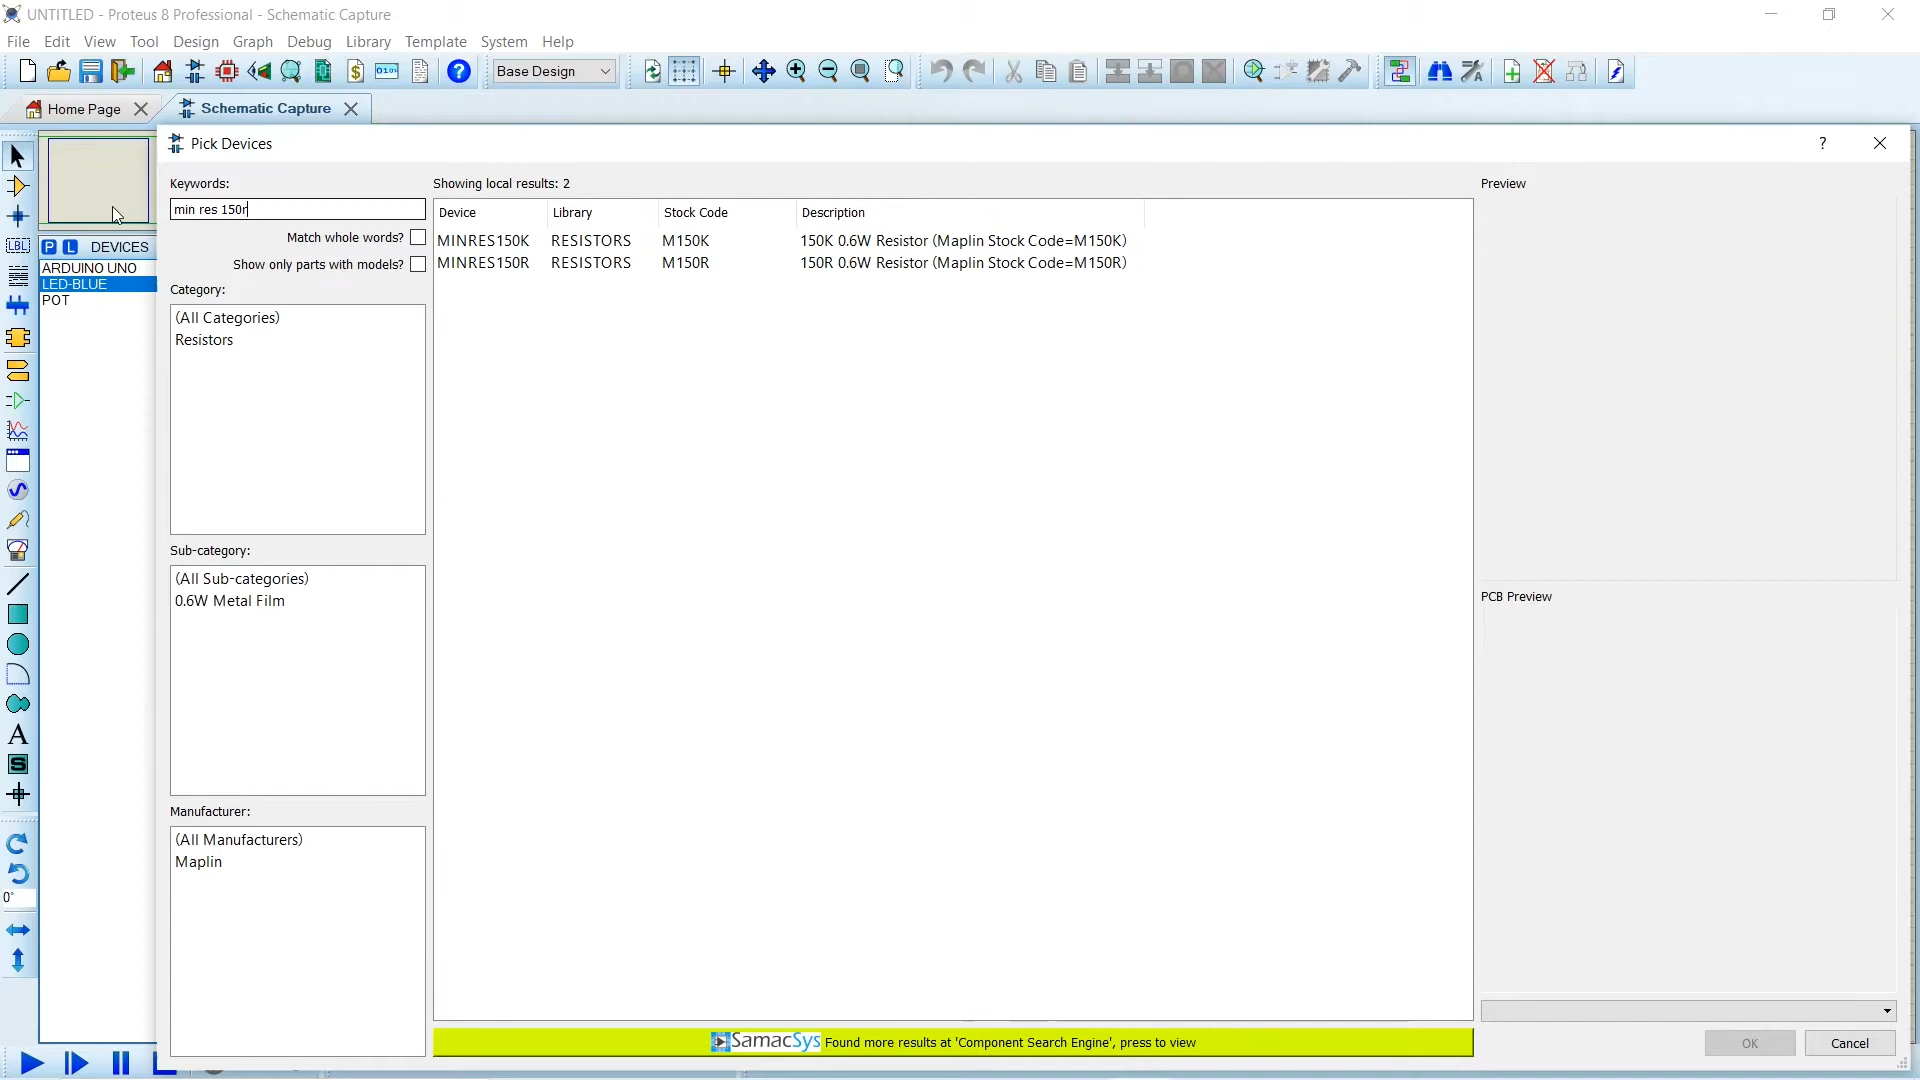 UNTITLED - Proteus 8 Professional - Schematic Capture
File Edit View Tool Design Graph Debug Library Template System Help
Base Design
Home Page
Schematic Capture
Pick Devices
?
Keywords:
min res 150r
Match whole words?
Show only parts with models?
Category:
(All Categories)
Resistors
Sub-category:
(All Sub-categories)
0.6W Metal Film
Manufacturer:
(All Manufacturers)
Maplin
Showing local results: 2
Device Library Stock Code Description
MINRES150K RESISTORS M150K 150K 0.6W Resistor (Maplin Stock Code=M150K)
MINRES150R RESISTORS M150R 150R 0.6W Resistor (Maplin Stock Code=M150R)
SamacSys Found more results at 'Component Search Engine', press to view
Preview
PCB Preview
OK Cancel
P L DEVICES
ARDUINO UNO
LED-BLUE
POT
LBL
A
S
0°